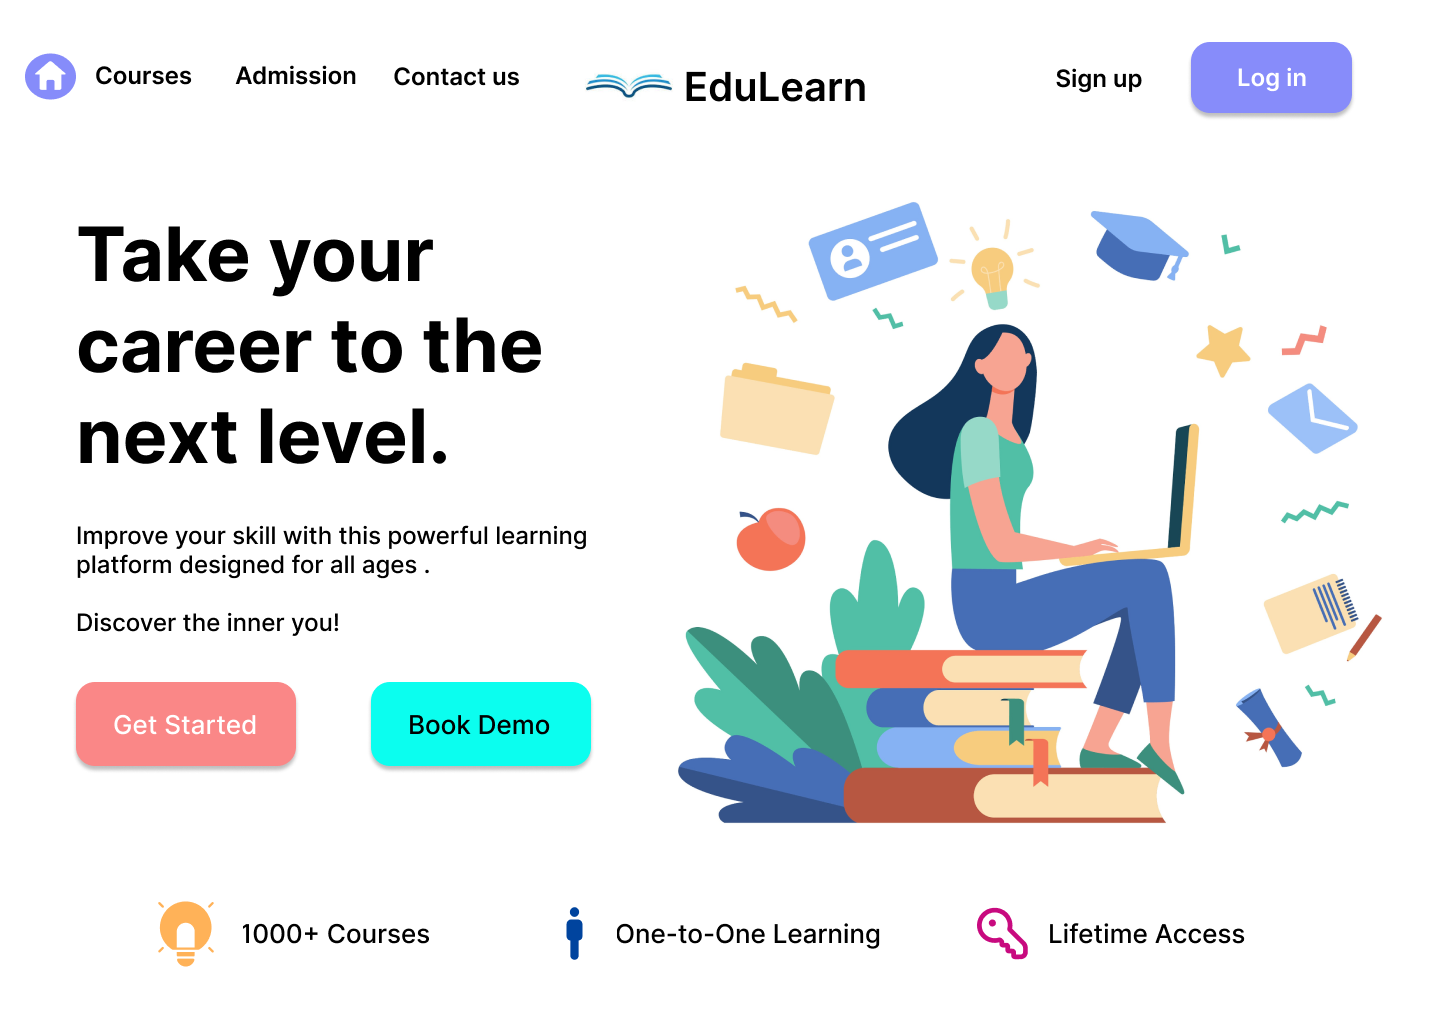 Courses
Admission
Contact us
EduLearn
Sign up
Log in
Take your
career to the
next level.
Improve your skill with this powerful learning
platform designed for all ages .
Discover the inner you!
Get Started
Book Demo
1000+ Courses
One-to-One Learning
Lifetime Access